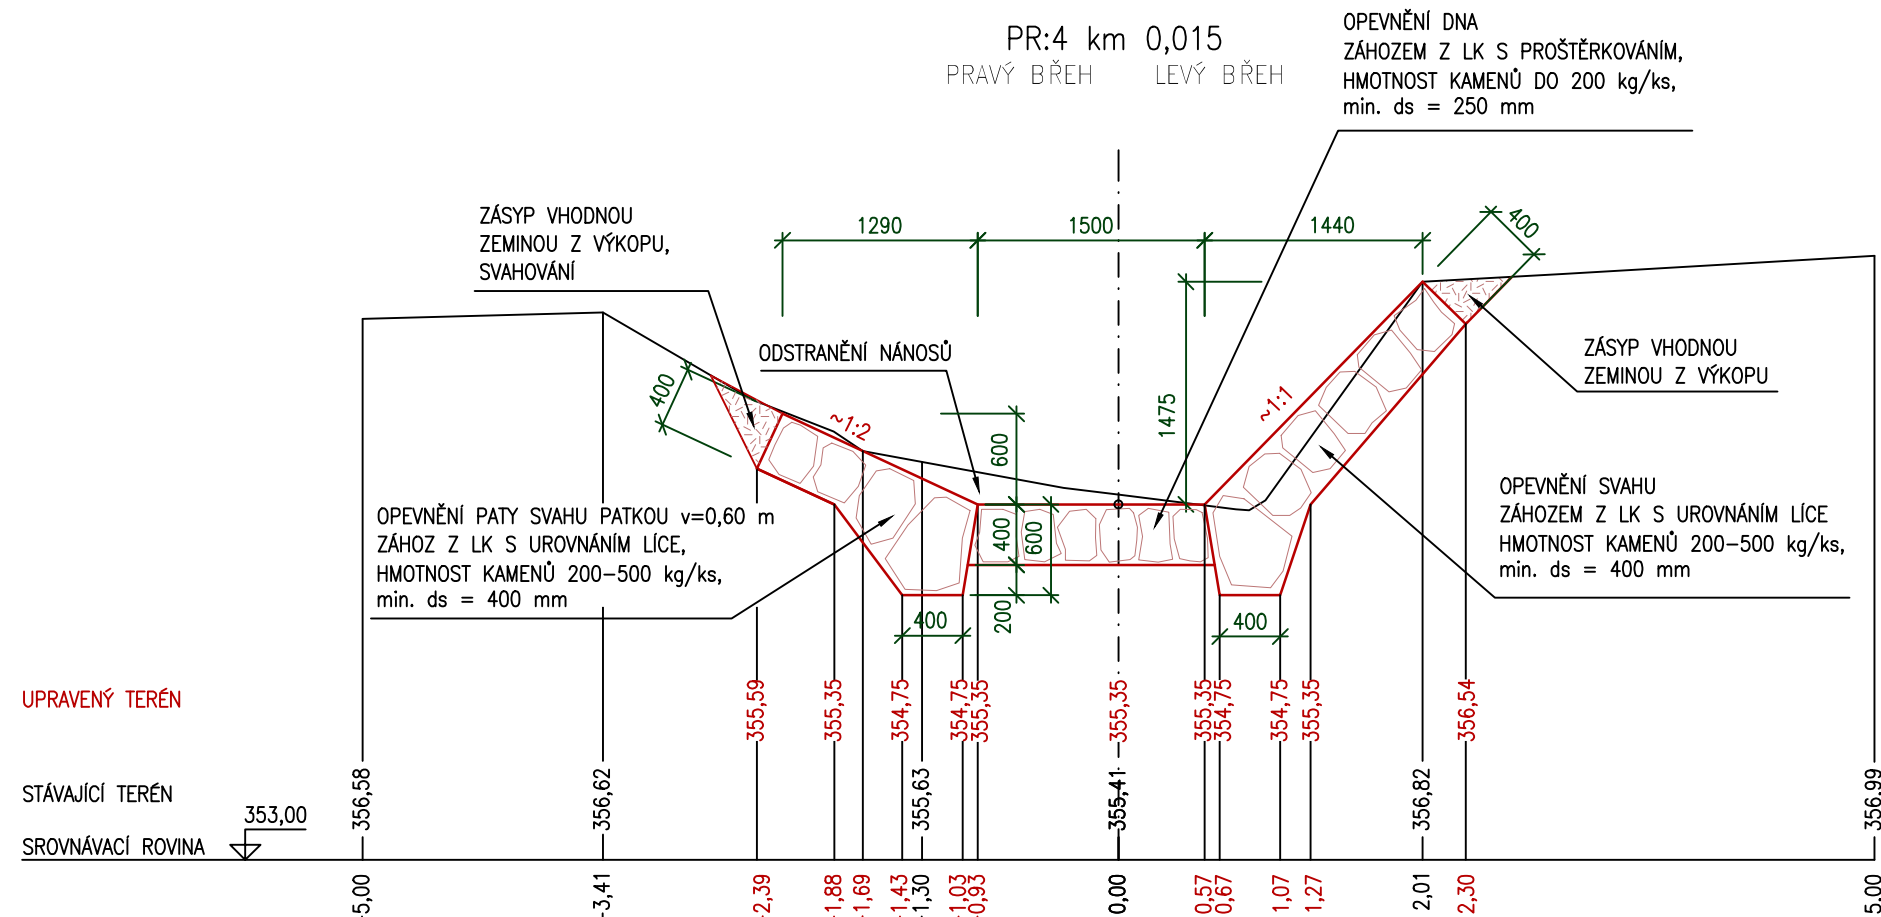 PR:4 km 0,015
PRAVÝ BŘEH LEVÝ BŘEH
OPEVNĚNÍ DNA
ZÁHOZEM Z LK S PROŠTĚRKOVÁNÍM,
HMOTNOST KAMENŮ DO 200 kg/ks,
min. ds = 250 mm
ZÁSYP VHODNOU
ZEMINOU Z VÝKOPU,
SVAHOVÁNÍ
1290
1500
1440
400
ODSTRANĚNÍ NÁNOSŮ
400
~1:2
600
1475
~1:1
ZÁSYP VHODNOU
ZEMINOU Z VÝKOPU
OPEVNĚNÍ PATY SVAHU PATKOU v=0,60 m
ZÁHOZ Z LK S UROVNÁNÍM LÍCE,
HMOTNOST KAMENŮ 200-500 kg/ks,
min. ds = 400 mm
400
600
200
400
400
OPEVNĚNÍ SVAHU
ZÁHOZEM Z LK S UROVNÁNÍM LÍCE
HMOTNOST KAMENŮ 200-500 kg/ks,
min. ds = 400 mm
UPRAVENÝ TERÉN
355,59
355,35
354,75
354,75
355,35
355,35
355,35
354,75
354,75
355,35
356,54
STÁVAJÍCÍ TERÉN
356,58
356,62
355,63
355,41
356,82
356,99
353,00
SROVNÁVACÍ ROVINA
-5,00
-3,41
-2,39
-1,88
-1,69
-1,43
-1,30
-1,03
-0,93
0,00
0,57
0,67
1,07
1,27
2,01
2,30
5,00